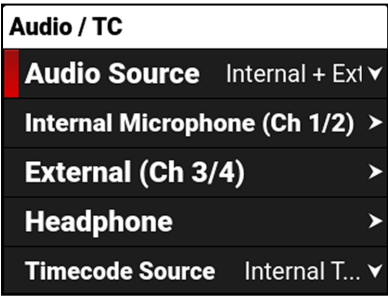 Audio / TC
Audio Source Internal + Ext
Internal Microphone (Ch 1/2)
External (Ch 3/4)
Headphone
Timecode Source Internal T...